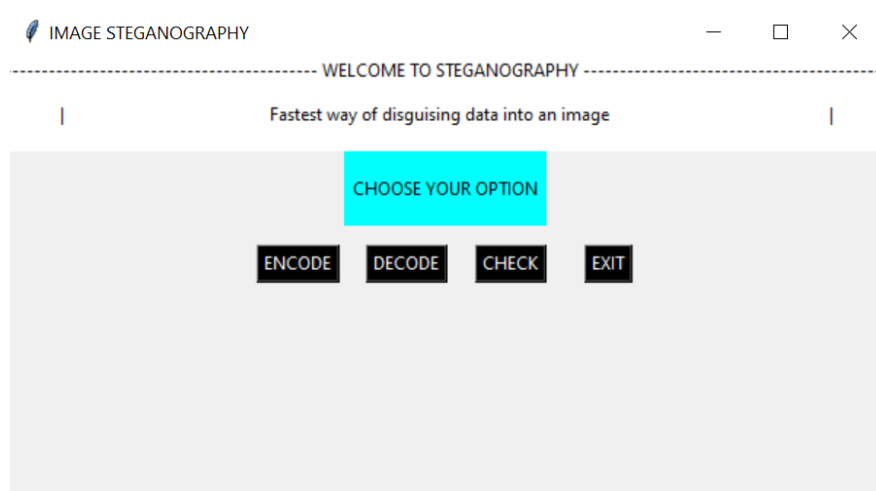 IMAGE STEGANOGRAPHY
------------------------------------------ WELCOME TO STEGANOGRAPHY ------------------------------------------
| Fastest way of disguising data into an image |
CHOOSE YOUR OPTION
ENCODE DECODE CHECK EXIT